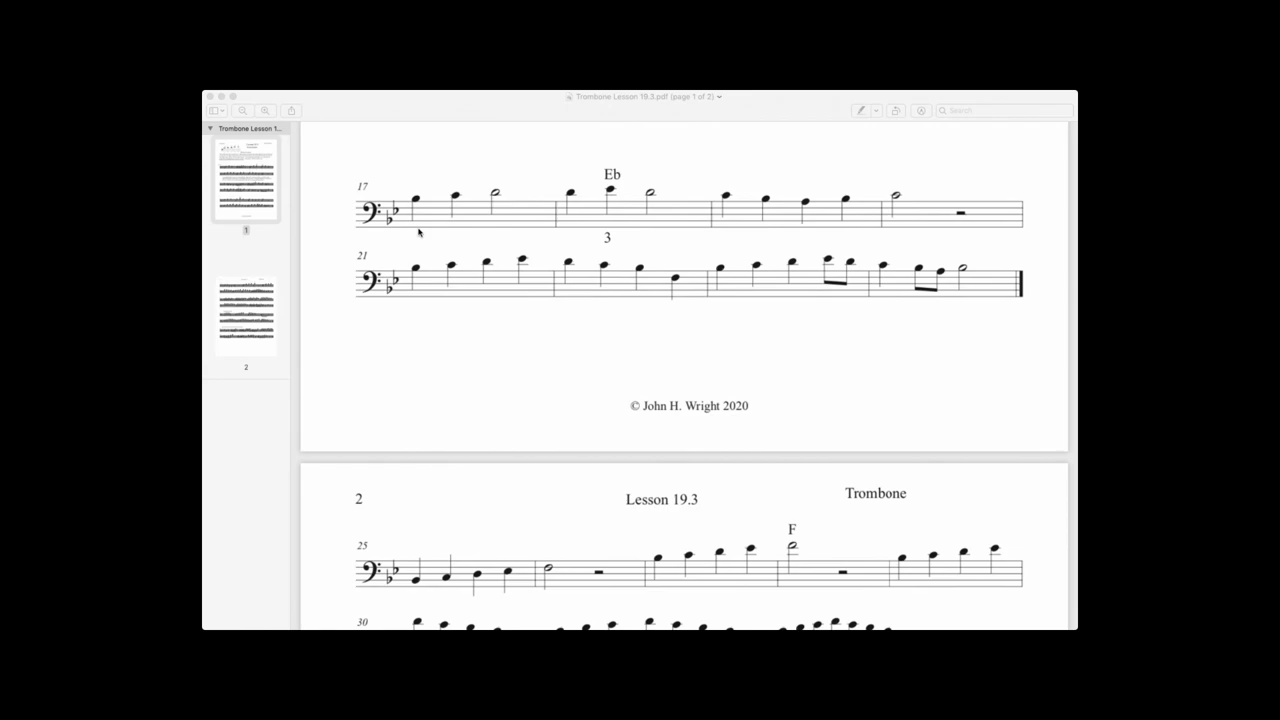 Trombone Lesson 19.3.pdf (page 1 of 2)
Search
Trombone Lesson 1...
1
2
17
Eb
3
21
© John H. Wright 2020
2
Lesson 19.3
Trombone
25
F
30